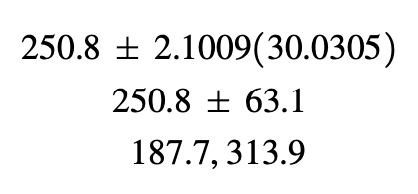 250.8 ± 2.1009(30.0305)
250.8 ± 63.1
187.7, 313.9